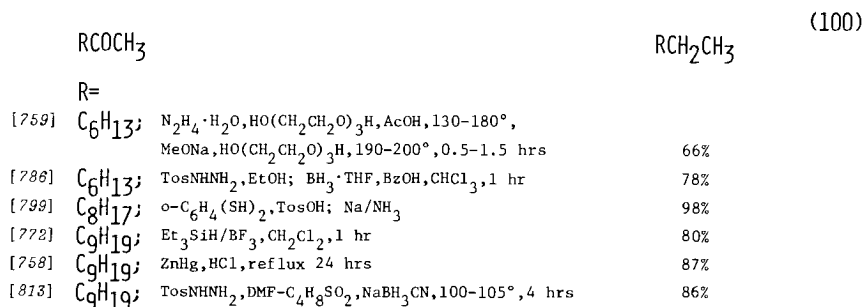 (100)
RCOCH₃ RCH₂CH₃
R=
[759] C₆H₁₃; N₂H₄·H₂O,HO(CH₂CH₂O)₃H,AcOH,130-180°,
MeONa,HO(CH₂CH₂O)₃H,190-200°,0.5-1.5 hrs 66%
[786] C₆H₁₃; TosNHNH₂,EtOH; BH₃·THF,BzOH,CHCl₃,1 hr 78%
[799] C₈H₁₇; o-C₆H₄(SH)₂,TosOH; Na/NH₃ 98%
[772] C₉H₁₉; Et₃SiH/BF₃,CH₂Cl₂,1 hr 80%
[758] C₉H₁₉; ZnHg,HCl,reflux 24 hrs 87%
[813] C₉H₁₉; TosNHNH₂,DMF-C₄H₈SO₂,NaBH₃CN,100-105°,4 hrs 86%